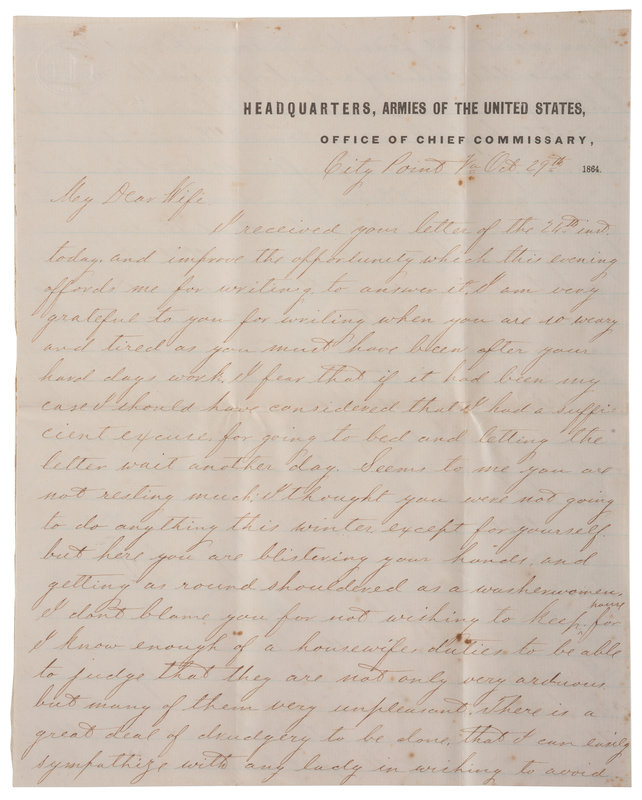 HEADQUARTERS, ARMIES OF THE UNITED STATES,
OFFICE OF CHIEF COMMISSARY,
City Point Va Oct 29th 1864.
My Dear Wife
I received your letter of the inst.
today. and improve the opportunity which this evening
affords me for writing, to answer it. I am very
grateful to you for writing when you are so weary
and tired as you must have been after your
hard days work. I fear that if it had been my
case I should have considered that I had a suffi
cient excuse for going to bed and letting the
letter wait another day. Seems to me you are
not resting much. I thought you were not going
to do anything this winter except for yourself.
but here you are blistering your hands. and
getting as round shouldered as a washerwomen.
I dont blame you for not wishing to keep house for
I know enough of a housewifes duties to be able
to judge that they are not only very arduous
but many of them very unpleasant. There is a
great deal of drudgery to be done, that I can easily
sympathize with any lady in wishing to avoid